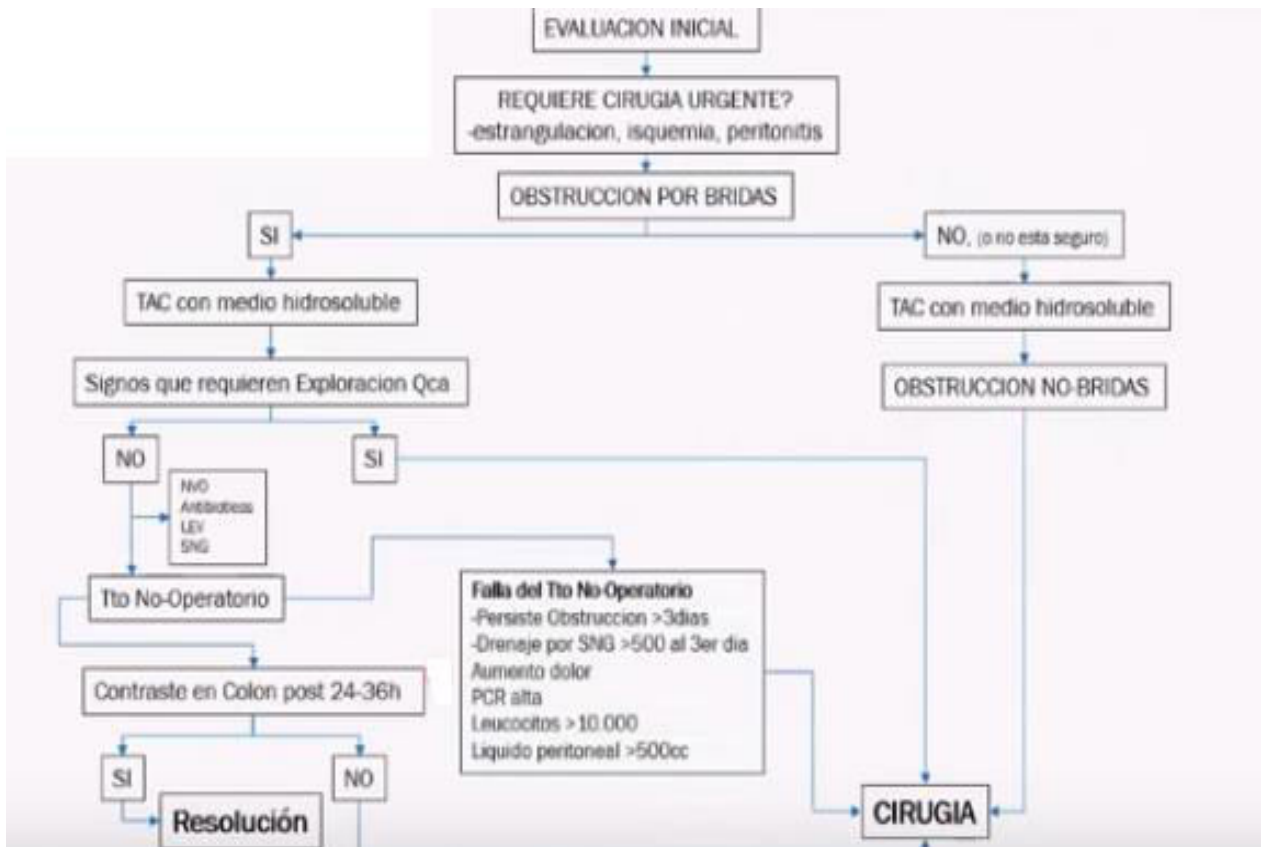 EVALUACION INICIAL
REQUIERE CIRUGIA URGENTE?
-estrangulacion, isquemia, peritonitis
OBSTRUCCION POR BRIDAS
SI
NO, (o no esta seguro)
TAC con medio hidrosoluble
TAC con medio hidrosoluble
Signos que requieren Exploracion Qca
OBSTRUCCION NO-BRIDAS
NO
SI
NVO
Antibioticos
LEV
SNG
Tto No-Operatorio
Falla del Tto No-Operatorio
-Persiste Obstruccion >3dias
-Drenaje por SNG >500 al 3er dia
Aumento dolor
PCR alta
Leucocitos >10.000
Liquido peritoneal >500cc
Contraste en Colon post 24-36h
SI
NO
Resolución
CIRUGIA